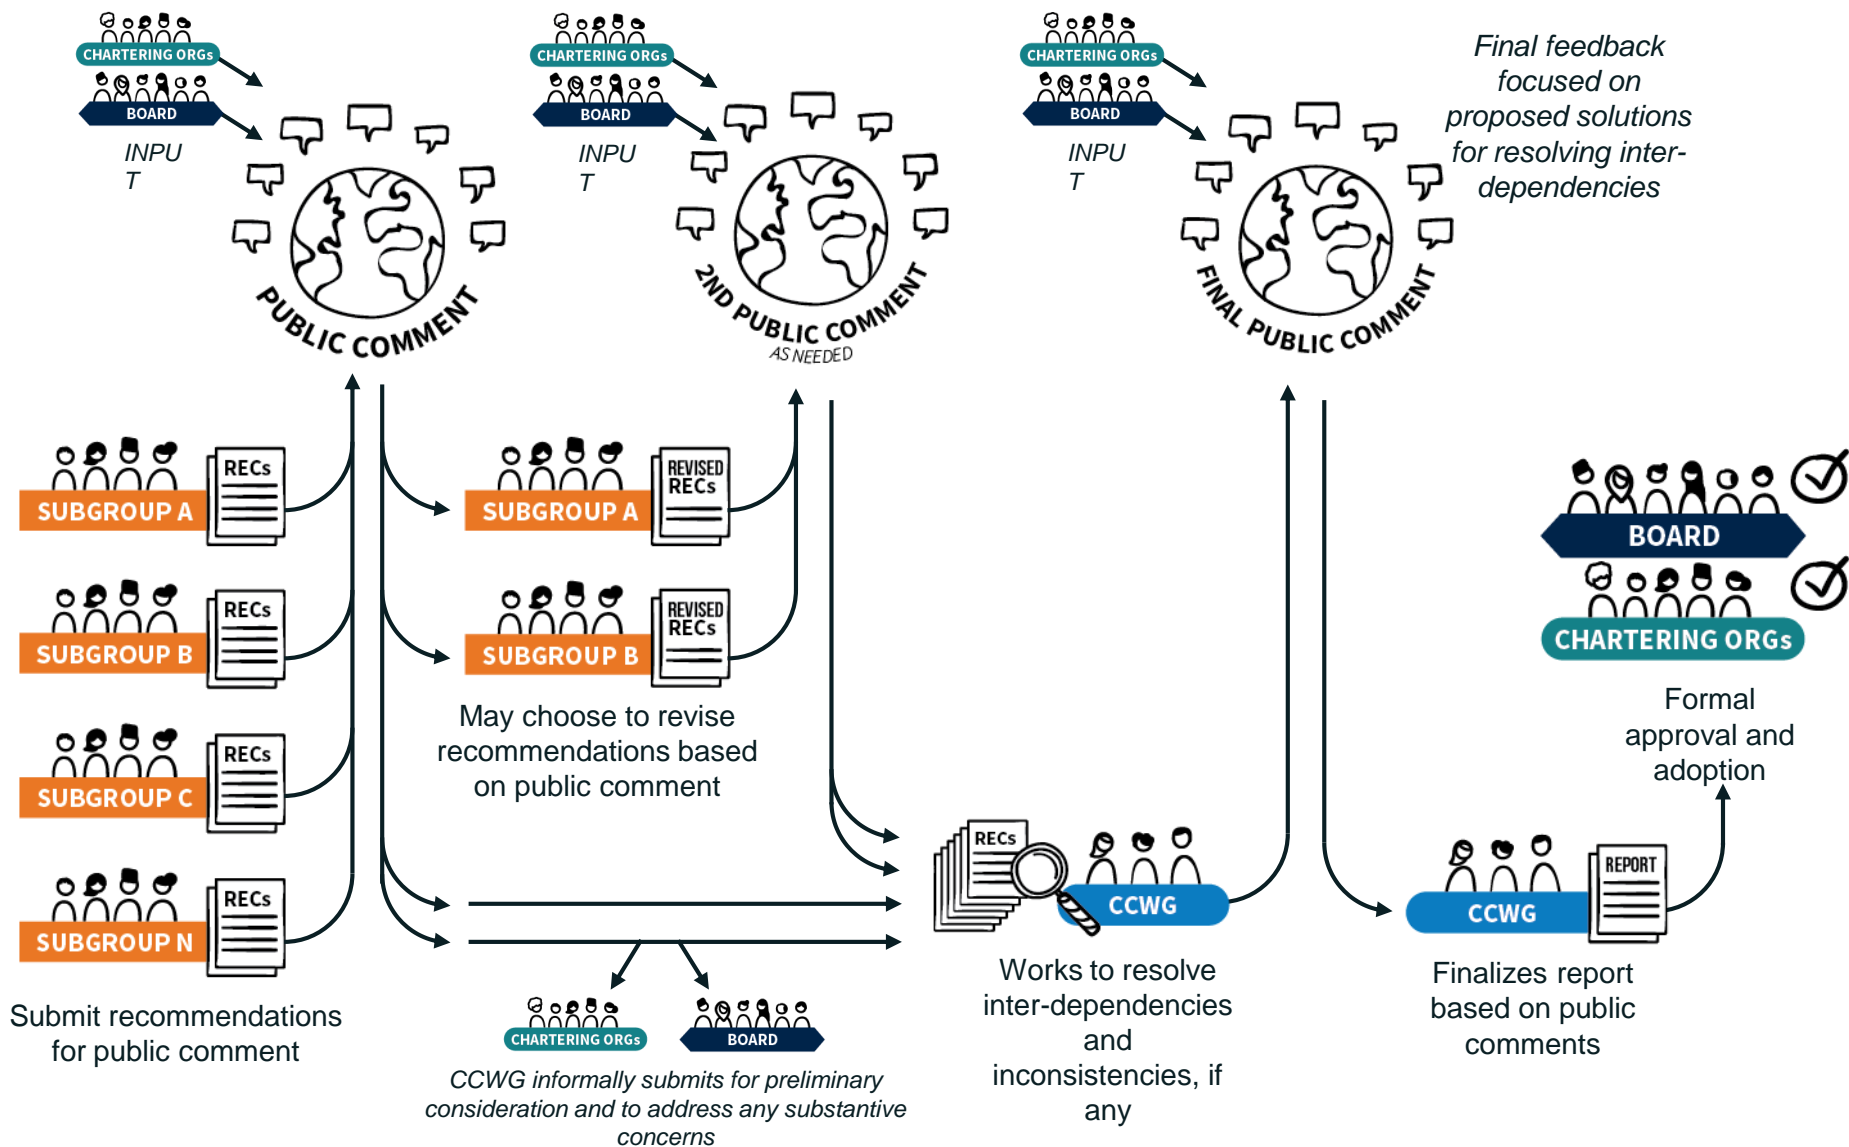 CHARTERING ORGs
BOARD
INPU
T
CHARTERING ORGs
BOARD
INPU
T
CHARTERING ORGs
BOARD
INPU
T
Final feedback
focused on
proposed solutions
for resolving inter-
dependencies
PUBLIC COMMENT
2ND PUBLIC COMMENT
AS NEEDED
FINAL PUBLIC COMMENT
RECs
SUBGROUP A
RECs
SUBGROUP B
RECs
SUBGROUP C
RECs
SUBGROUP N
Submit recommendations
for public comment
REVISED
RECs
SUBGROUP A
REVISED
RECs
SUBGROUP B
May choose to revise
recommendations based
on public comment
CHARTERING ORGs
BOARD
CCWG informally submits for preliminary
consideration and to address any substantive
concerns
RECs
CCWG
Works to resolve
inter-dependencies
and
inconsistencies, if
any
REPORT
CCWG
Finalizes report
based on public
comments
BOARD
CHARTERING ORGs
Formal
approval and
adoption